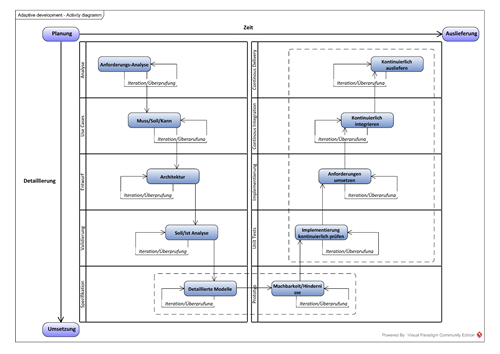 Adaptive development - Activity diagramm
Zeit
Planung
Auslieferung
Detaillierung
Umsetzung
Analyse
Anforderungs-Analyse
Iteration/Überprüfung
Use Cases
Muss/Soll/Kann
Iteration/Überprüfung
Entwurf
Architektur
Iteration/Überprüfung
Validierung
Soll/Ist Analyse
Iteration/Überprüfung
Spezifikation
Detaillierte Modelle
Iteration/Überprüfung
Continous Delivery
Kontinuierlich
ausliefern
Iteration/Überprüfung
Continous Integration
Kontinuierlich
integrieren
Iteration/Überprüfung
Implementierung
Anforderungen
umsetzen
Iteration/Überprüfung
Unit Tests
Implementierung
kontinuierlich prüfen
Iteration/Überprüfung
Prototyp
Machbarkeit/Hinderni
sse
Iteration/Überprüfung
Powered By Visual Paradigm Community Edition